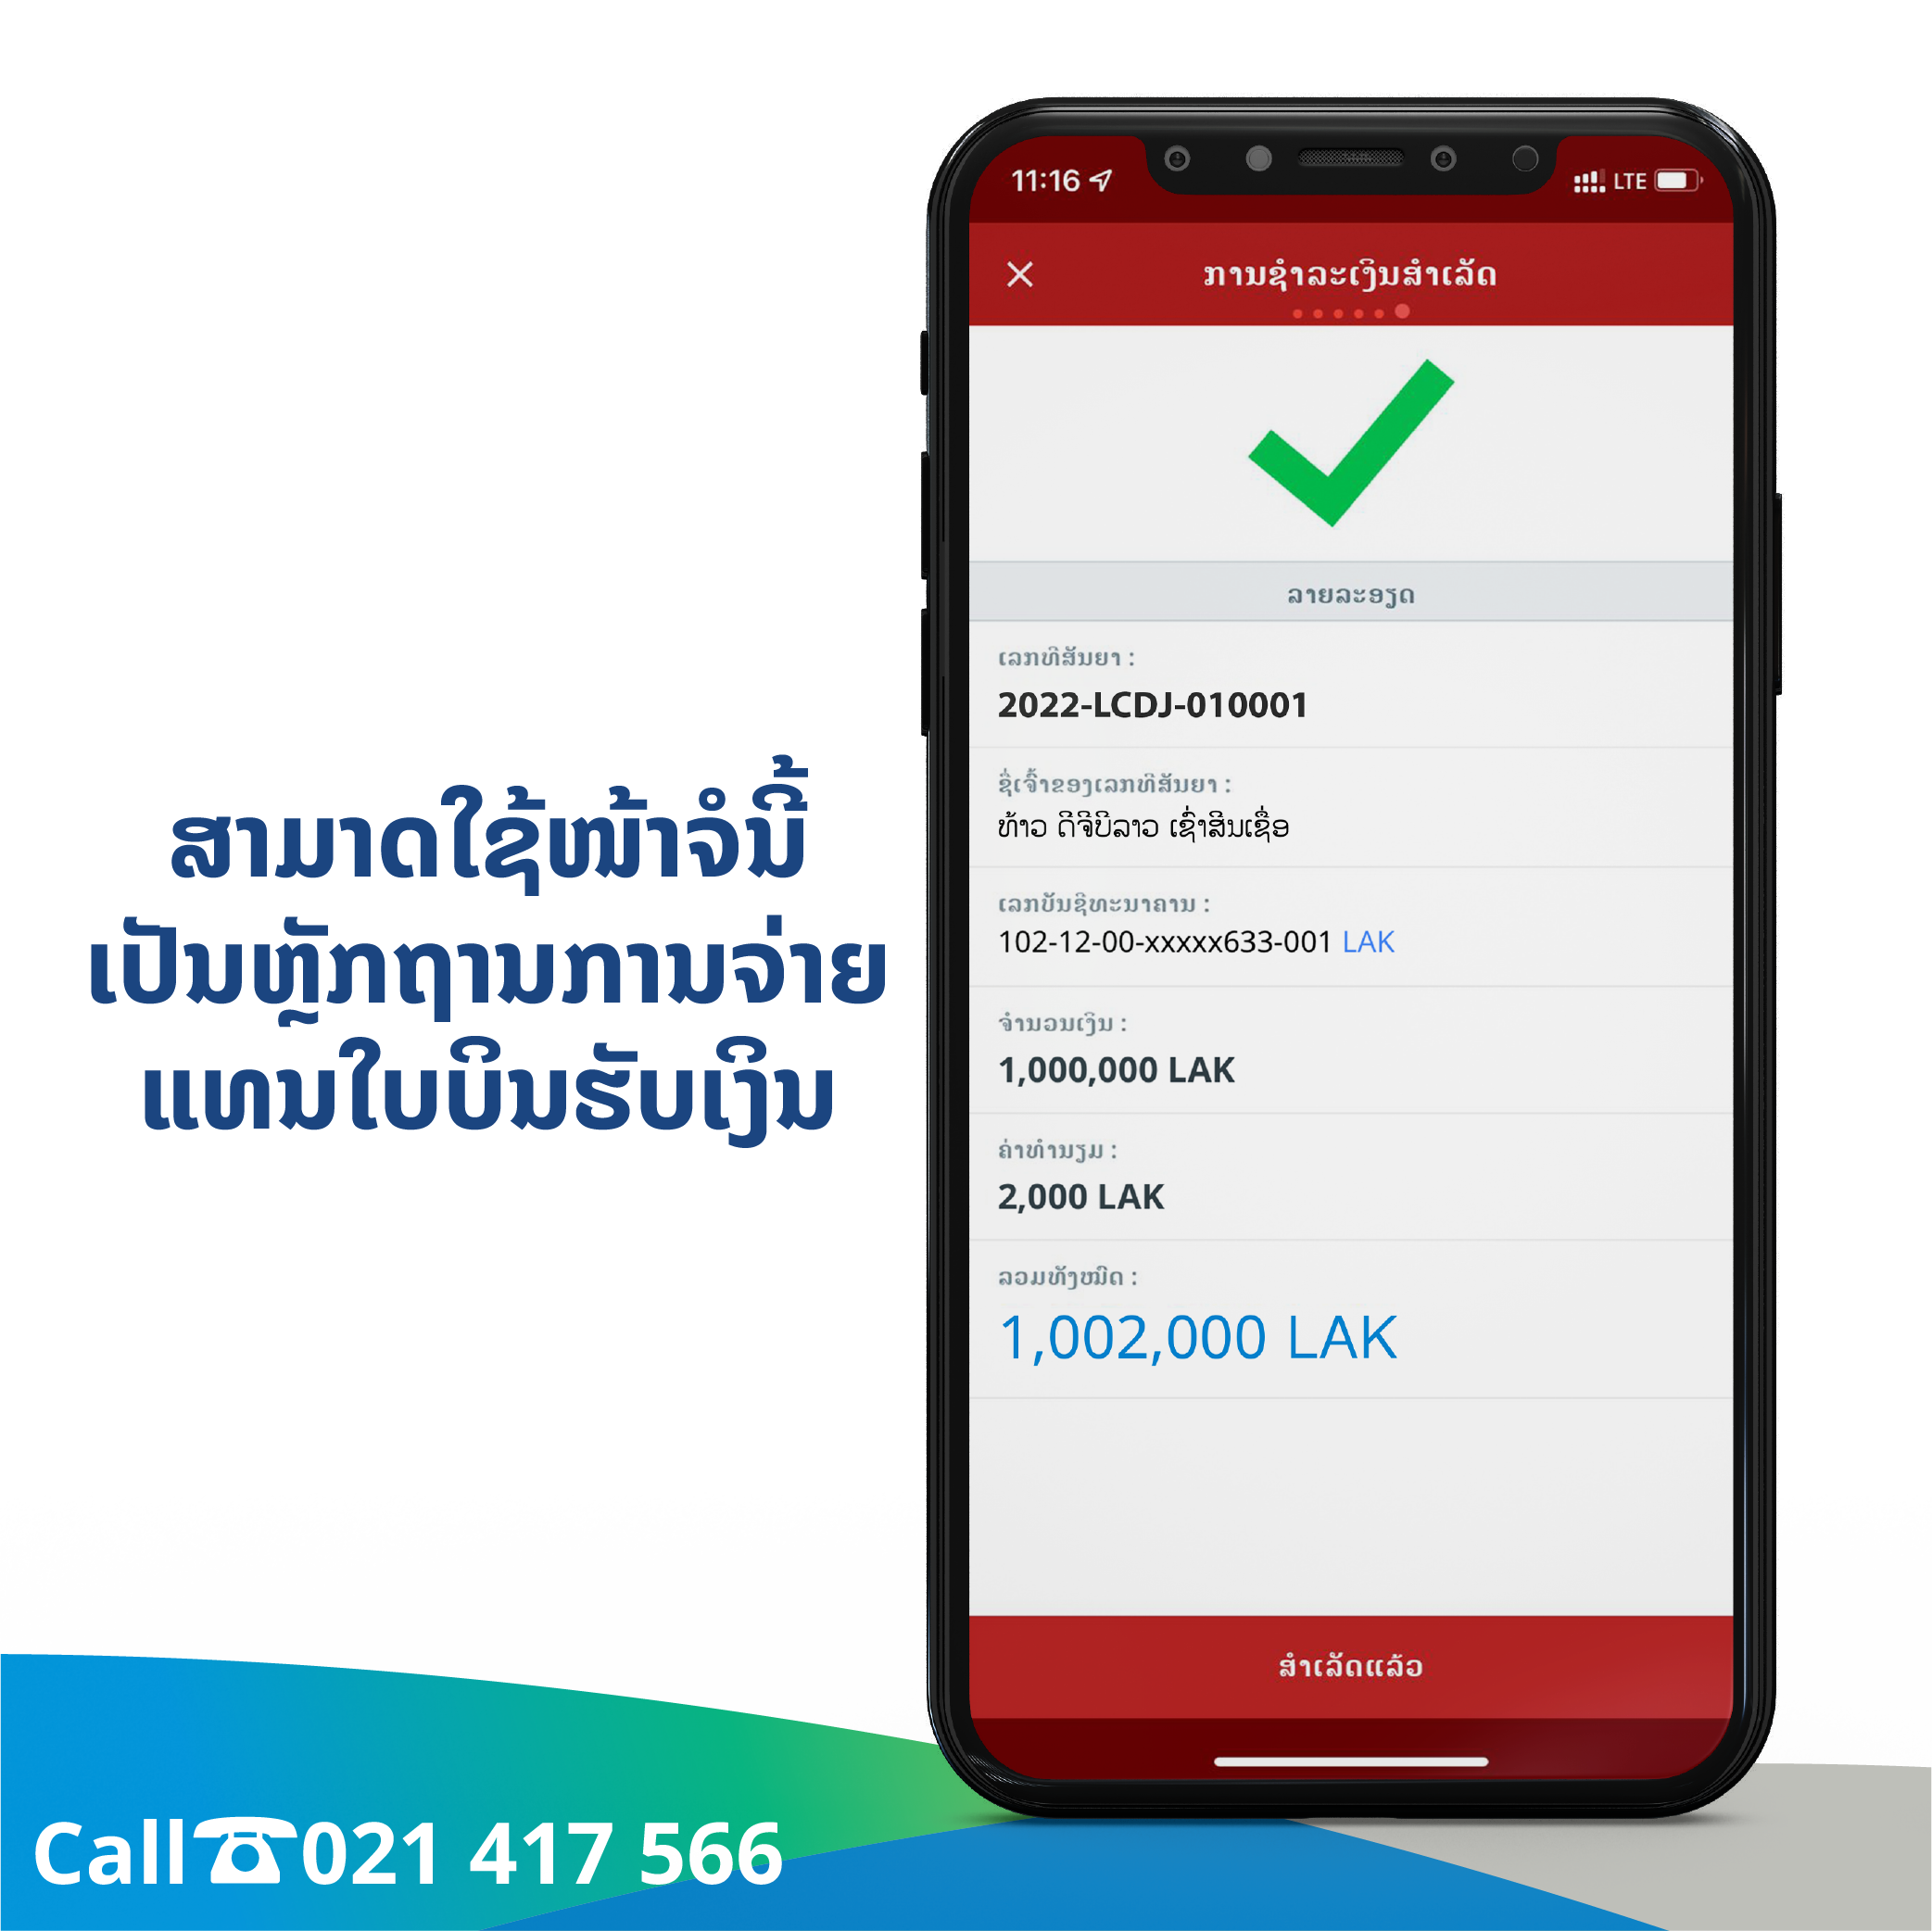 ສາມາດໃຊ້ໜ້າຈໍນີ້
ເປັນຫຼັກຖານການຈ່າຍ
ແທນໃບບິນຮັບເງິນ
11:16
LTE
ການຊຳລະເງິນສຳເລັດ
ລາຍລະອຽດ
ເລກທີສັນຍາ :
2022-LCDJ-010001
ຊື່ເຈົ້າຂອງເລກທີສັນຍາ :
ທ້າວ ດີຈີບີລາວ ເຊົ່າສິນເຊື່ອ
ເລກບັນຊີທະນາຄານ :
102-12-00-xxxxx633-001 LAK
ຈຳນວນເງິນ :
1,000,000 LAK
ຄ່າທຳນຽມ :
2,000 LAK
ລວມທັງໝົດ :
1,002,000 LAK
ສຳເລັດແລ້ວ
Call☎021 417 566